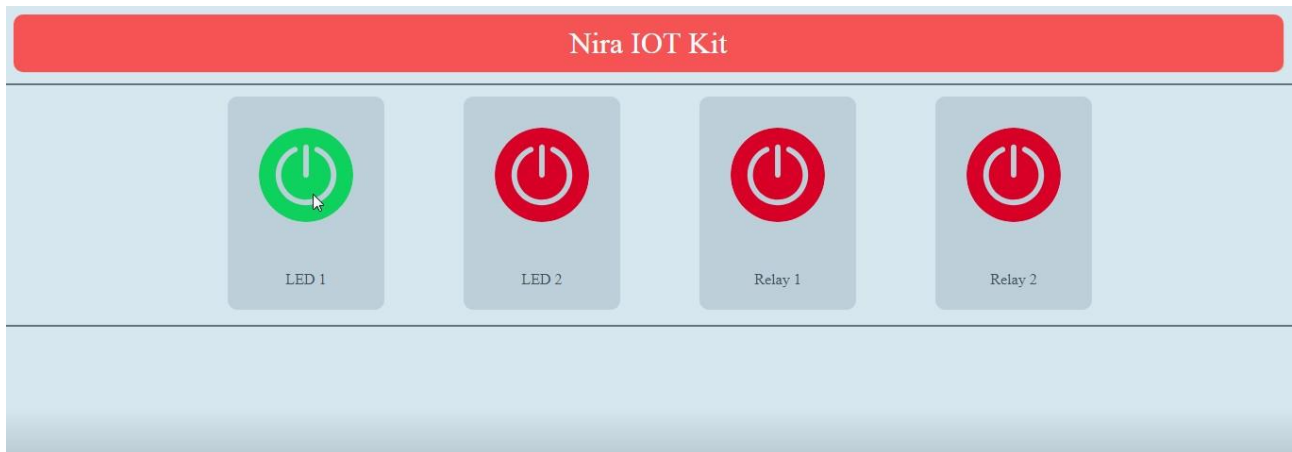 Nira IOT Kit
LED 1
LED 2
Relay 1
Relay 2